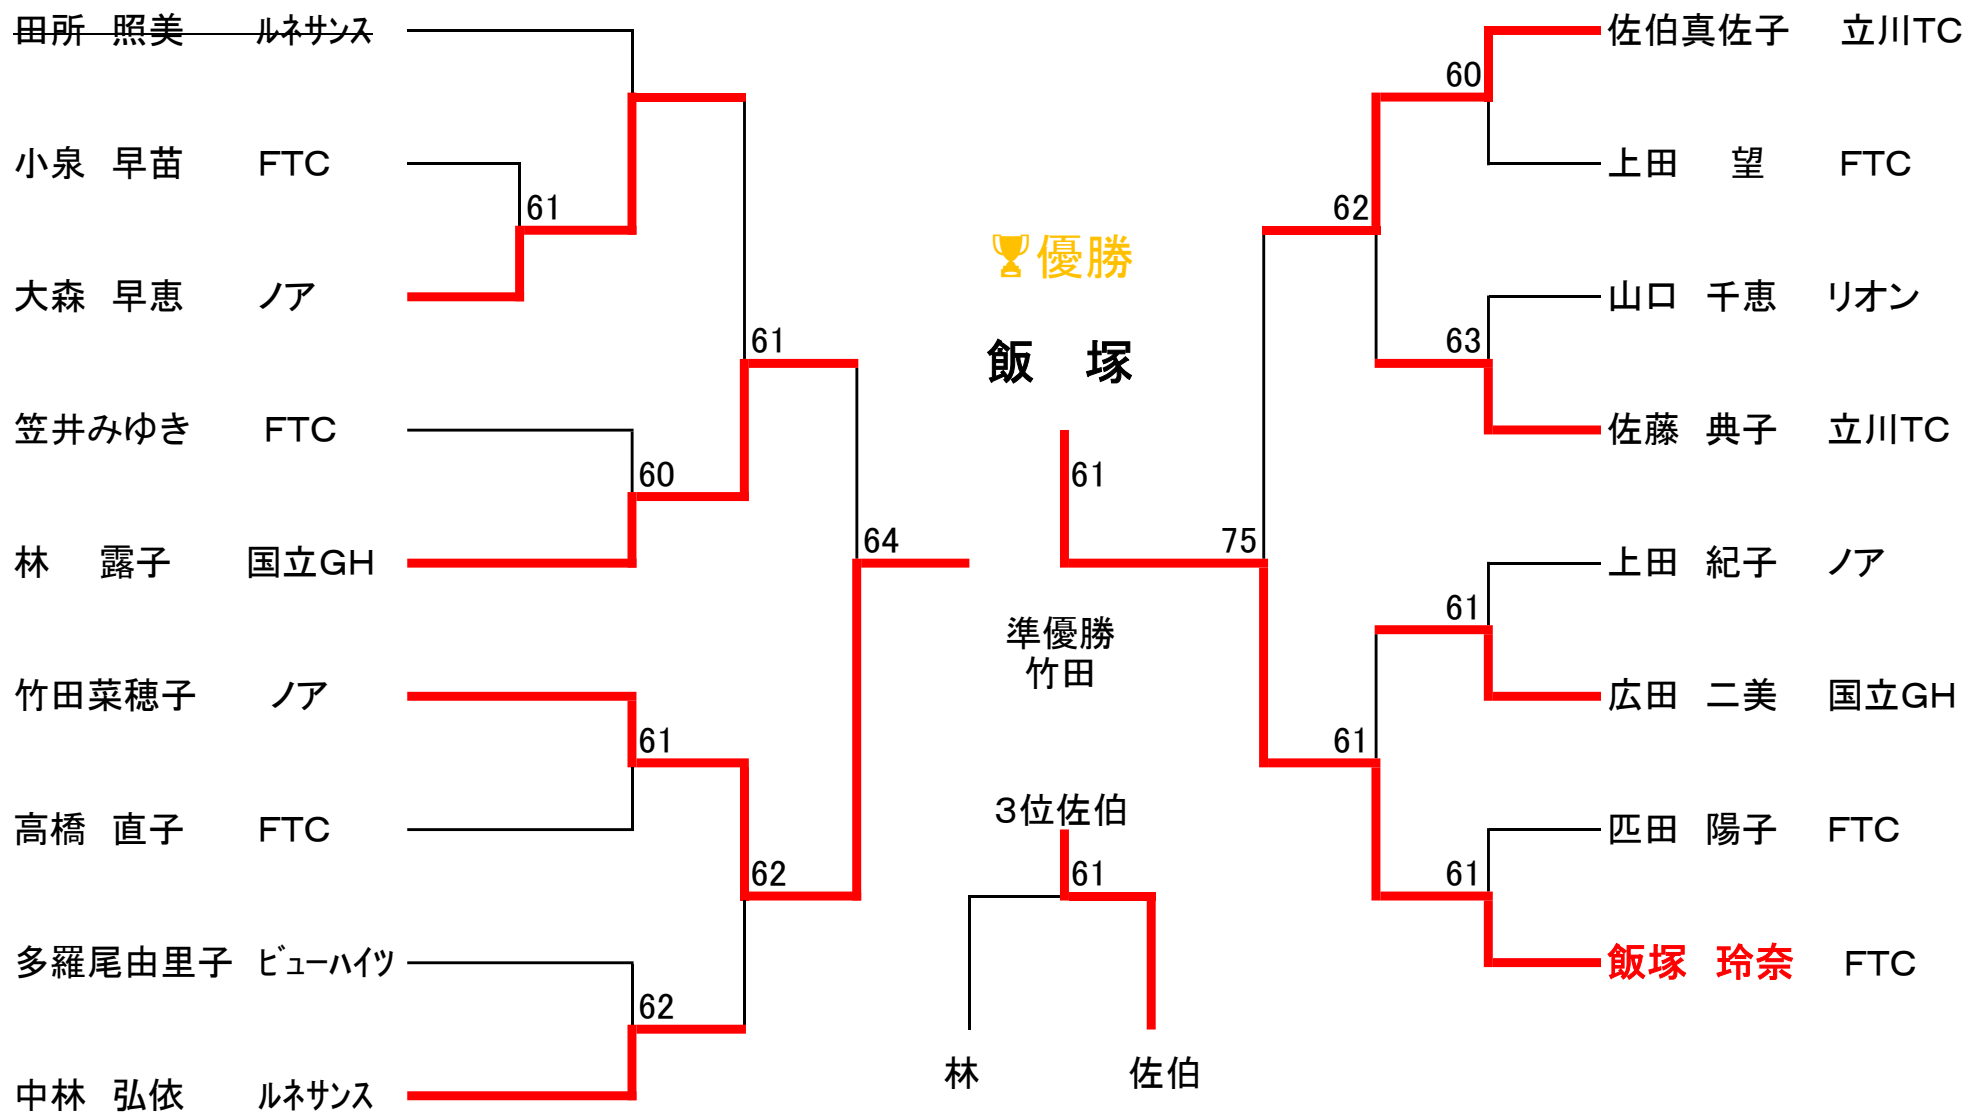 田所　照美　ﾙﾈｻﾝｽ
小泉　早苗　FTC
61
大森　早恵　ノア
61
笠井みゆき　FTC
60
林　露子　国立GH
64
竹田菜穂子　ノア
61
高橋　直子　FTC
62
多羅尾由里子　ﾋﾞｭｰﾊｲﾂ
62
中林　弘依　ﾙﾈｻﾝｽ
🏆優勝
飯　塚
61
準優勝
竹田
3位佐伯
61
林　佐伯
佐伯真佐子　立川TC
60
上田　望　FTC
62
山口　千恵　リオン
63
佐藤　典子　立川TC
75
上田　紀子　ノア
61
広田　二美　国立GH
61
匹田　陽子　FTC
61
飯塚　玲奈　FTC